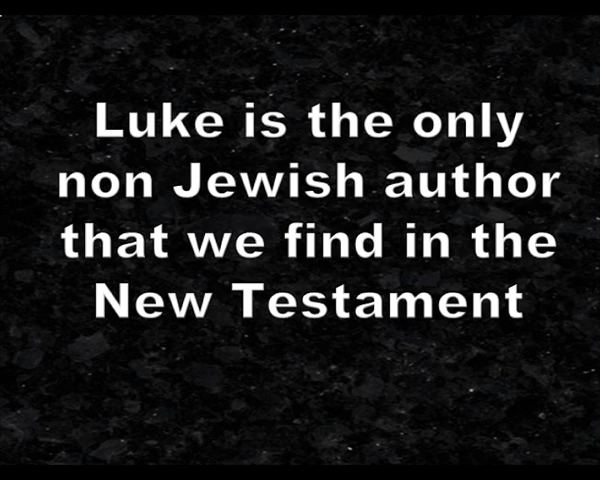 Luke is the only
non Jewish author
that we find in the
New Testament